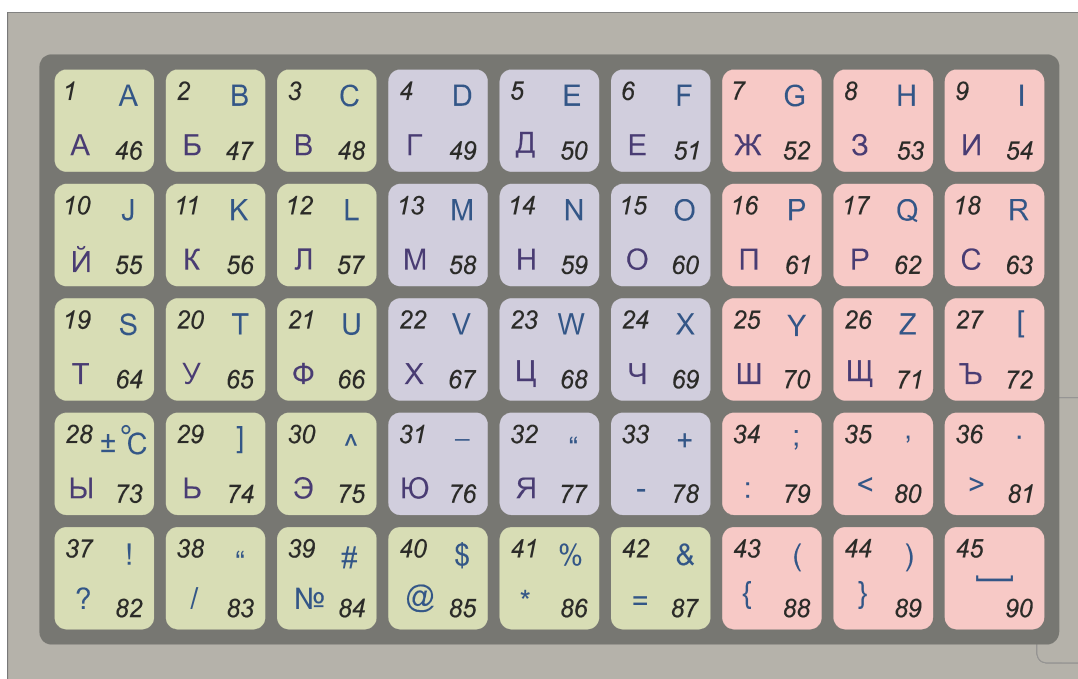 1 A 2 B 3 C 4 D 5 E 6 F 7 G 8 H 9 I
А 46 Б 47 В 48 Г 49 Д 50 Е 51 Ж 52 З 53 И 54
10 J 11 K 12 L 13 M 14 N 15 O 16 P 17 Q 18 R
Й 55 К 56 Л 57 М 58 Н 59 О 60 П 61 Р 62 С 63
19 S 20 T 21 U 22 V 23 W 24 X 25 Y 26 Z 27 [
Т 64 У 65 Ф 66 Х 67 Ц 68 Ч 69 Ш 70 Щ 71 Ъ 72
28 ±°C 29 ] 30 ^ 31 – 32 “ 33 + 34 ; 35 , 36 ·
Ы 73 Ь 74 Э 75 Ю 76 Я 77 - 78 : 79 < 80 > 81
37 ! 38 “ 39 # 40 $ 41 % 42 & 43 ( 44 ) 45 ⎵
? 82 / 83 № 84 @ 85 * 86 = 87 { 88 } 89 90